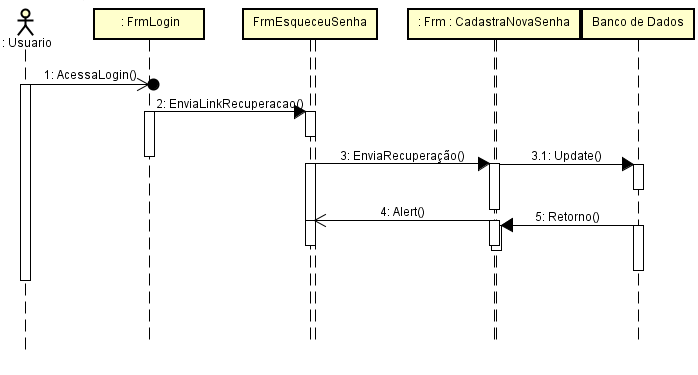 : Usuario
: FrmLogin
FrmEsqueceuSenha
: Frm : CadastraNovaSenha
Banco de Dados
1: AcessaLogin()
2: EnviaLinkRecuperacao()
3: EnviaRecuperação()
3.1: Update()
4: Alert()
5: Retorno()